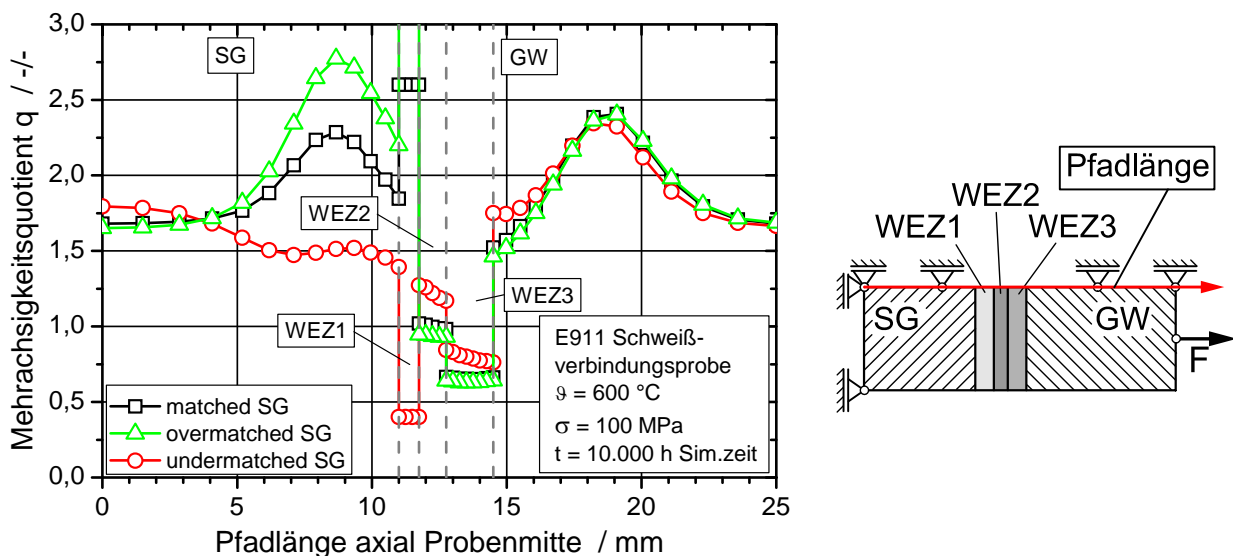 3,0
2,5
2,0
1,5
1,0
0,5
0,0
Mehrachsigkeitsquotient q / -/-
SG
GW
WEZ2
WEZ3
WEZ1
E911 Schweiß-
verbindungsprobe
ϑ = 600 °C
σ = 100 MPa
t = 10.000 h Sim.zeit
matched SG
overmatched SG
undermatched SG
0
5
10
15
20
25
Pfadlänge axial Probenmitte / mm
Pfadlänge
WEZ2
WEZ1
WEZ3
SG
GW
F